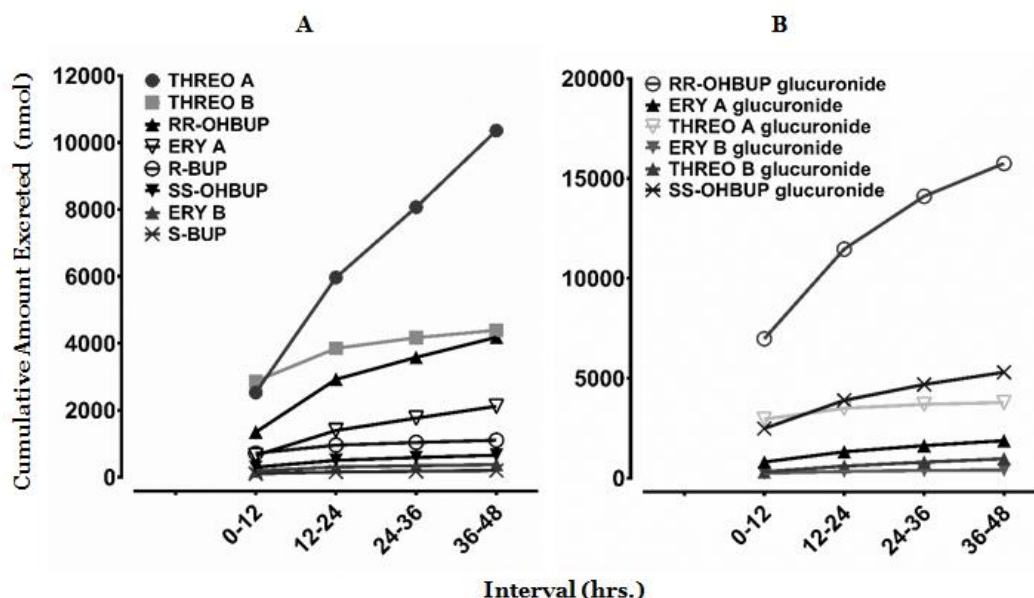 A
B
Cumulative Amount Excreted (nmol)
12000
10000
8000
6000
4000
2000
0
THREO A
THREO B
RR-OHBUP
ERY A
R-BUP
SS-OHBUP
ERY B
S-BUP
0-12
12-24
24-36
36-48
20000
15000
10000
5000
0
RR-OHBUP glucuronide
ERY A glucuronide
THREO A glucuronide
ERY B glucuronide
THREO B glucuronide
SS-OHBUP glucuronide
0-12
12-24
24-36
36-48
Interval (hrs.)